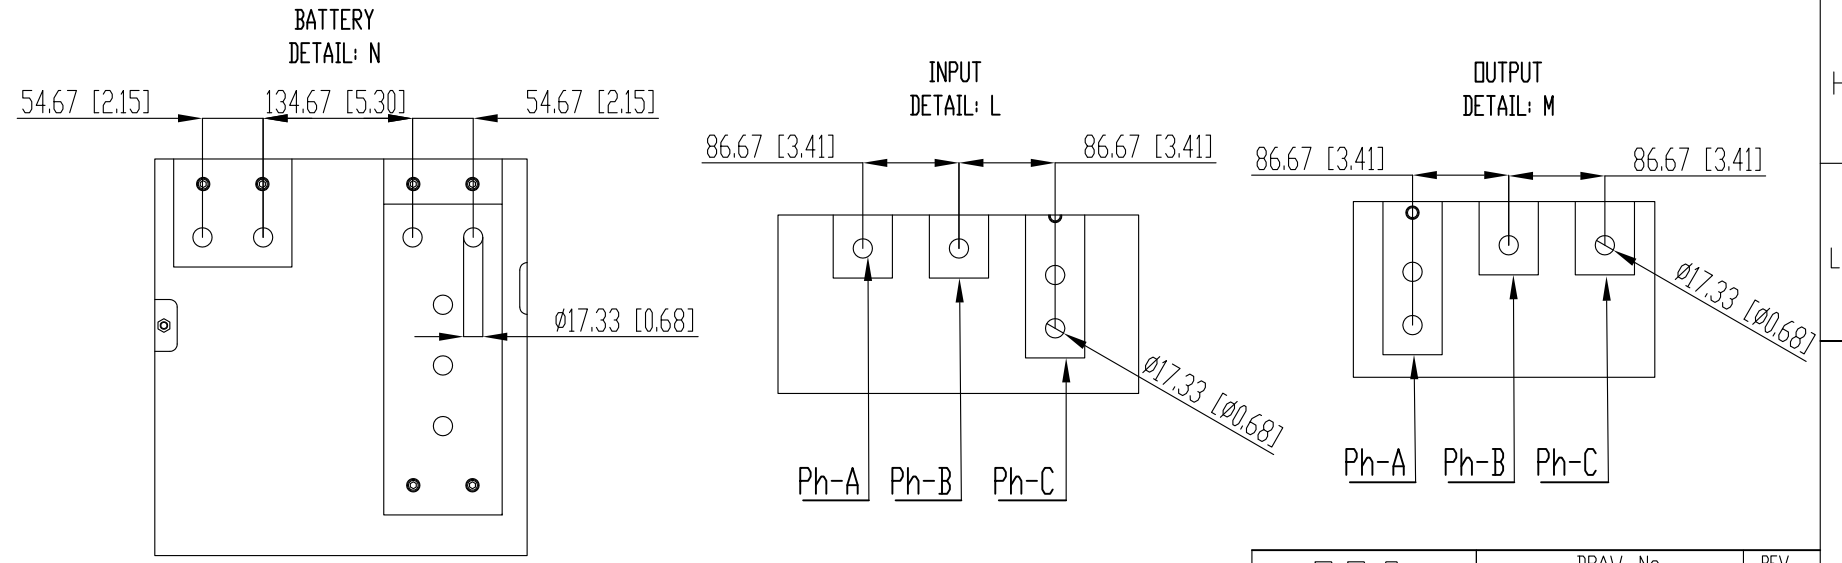 BATTERY
DETAIL: N
54.67 [2.15]
134.67 [5.30]
54.67 [2.15]
Ø17.33 [0.68]
INPUT
DETAIL: L
86.67 [3.41]
86.67 [3.41]
Ø17.33 [Ø0.68]
Ph-A
Ph-B
Ph-C
OUTPUT
DETAIL: M
86.67 [3.41]
86.67 [3.41]
Ø17.33 [Ø0.68]
Ph-A
Ph-B
Ph-C